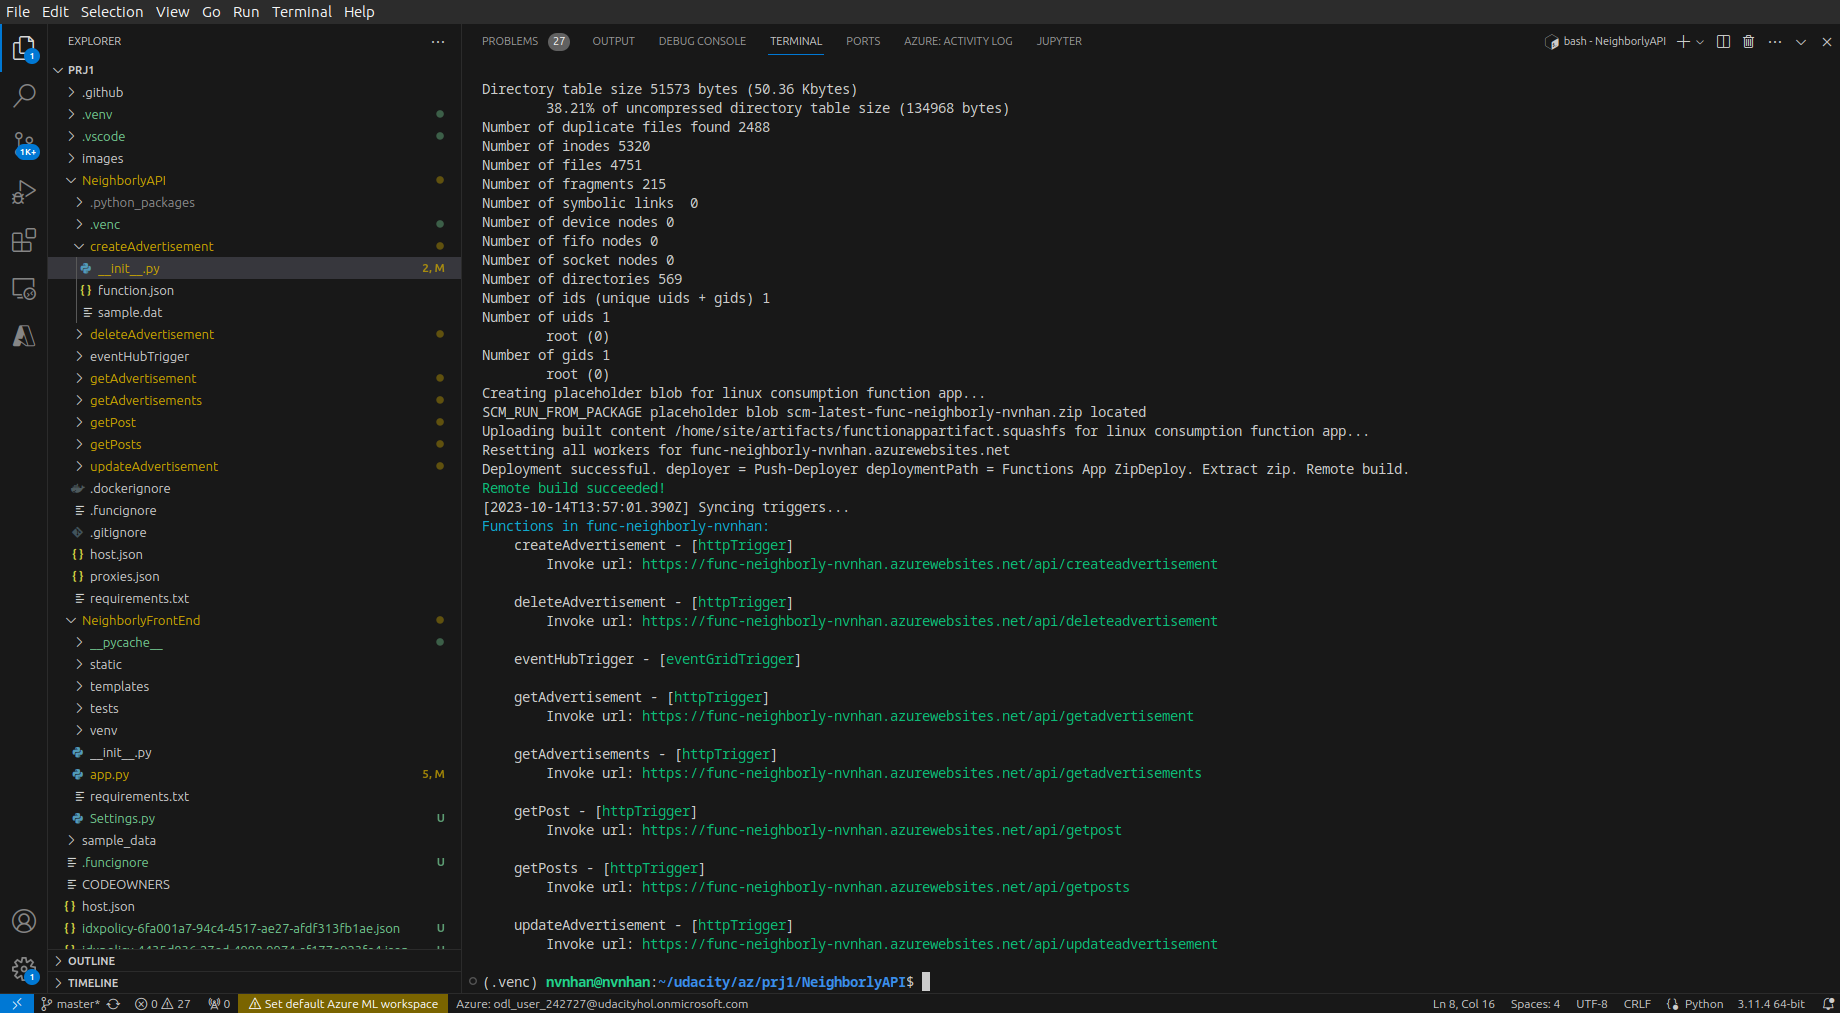 File Edit Selection View Go Run Terminal Help
EXPLORER
PRJ1
.github
.venv
.vscode
images
NeighborlyAPI
.python_packages
.venc
createAdvertisement
__init__.py 2, M
function.json
sample.dat
deleteAdvertisement
eventHubTrigger
getAdvertisement
getAdvertisements
getPost
getPosts
updateAdvertisement
.dockerignore
.funcignore
.gitignore
host.json
proxies.json
requirements.txt
NeighborlyFrontEnd
__pycache__
static
templates
tests
venv
__init__.py
app.py 5, M
requirements.txt
Settings.py U
sample_data
.funcignore U
CODEOWNERS
host.json
idxpolicy-6fa001a7-94c4-4517-ae27-afdf313fb1ae.json U
OUTLINE
TIMELINE
1
1K+
1
PROBLEMS 27 OUTPUT DEBUG CONSOLE TERMINAL PORTS AZURE: ACTIVITY LOG JUPYTER
bash - NeighborlyAPI
Directory table size 51573 bytes (50.36 Kbytes)
38.21% of uncompressed directory table size (134968 bytes)
Number of duplicate files found 2488
Number of inodes 5320
Number of files 4751
Number of fragments 215
Number of symbolic links  0
Number of device nodes 0
Number of fifo nodes 0
Number of socket nodes 0
Number of directories 569
Number of ids (unique uids + gids) 1
Number of uids 1
root (0)
Number of gids 1
root (0)
Creating placeholder blob for linux consumption function app...
SCM_RUN_FROM_PACKAGE placeholder blob scm-latest-func-neighborly-nvnhan.zip located
Uploading built content /home/site/artifacts/functionappartifact.squashfs for linux consumption function app...
Resetting all workers for func-neighborly-nvnhan.azurewebsites.net
Deployment successful. deployer = Push-Deployer deploymentPath = Functions App ZipDeploy. Extract zip. Remote build.
Remote build succeeded!
[2023-10-14T13:57:01.390Z] Syncing triggers...
Functions in func-neighborly-nvnhan:
createAdvertisement - [httpTrigger]
Invoke url: https://func-neighborly-nvnhan.azurewebsites.net/api/createadvertisement
deleteAdvertisement - [httpTrigger]
Invoke url: https://func-neighborly-nvnhan.azurewebsites.net/api/deleteadvertisement
eventHubTrigger - [eventGridTrigger]
getAdvertisement - [httpTrigger]
Invoke url: https://func-neighborly-nvnhan.azurewebsites.net/api/getadvertisement
getAdvertisements - [httpTrigger]
Invoke url: https://func-neighborly-nvnhan.azurewebsites.net/api/getadvertisements
getPost - [httpTrigger]
Invoke url: https://func-neighborly-nvnhan.azurewebsites.net/api/getpost
getPosts - [httpTrigger]
Invoke url: https://func-neighborly-nvnhan.azurewebsites.net/api/getposts
updateAdvertisement - [httpTrigger]
Invoke url: https://func-neighborly-nvnhan.azurewebsites.net/api/updateadvertisement
(.venc) nvnhan@nvnhan:~/udacity/az/prj1/NeighborlyAPI$
master* 0 27 0 Set default Azure ML workspace Azure: odl_user_242727@udacityhol.onmicrosoft.com Ln 8, Col 16 Spaces: 4 UTF-8 CRLF Python 3.11.4 64-bit